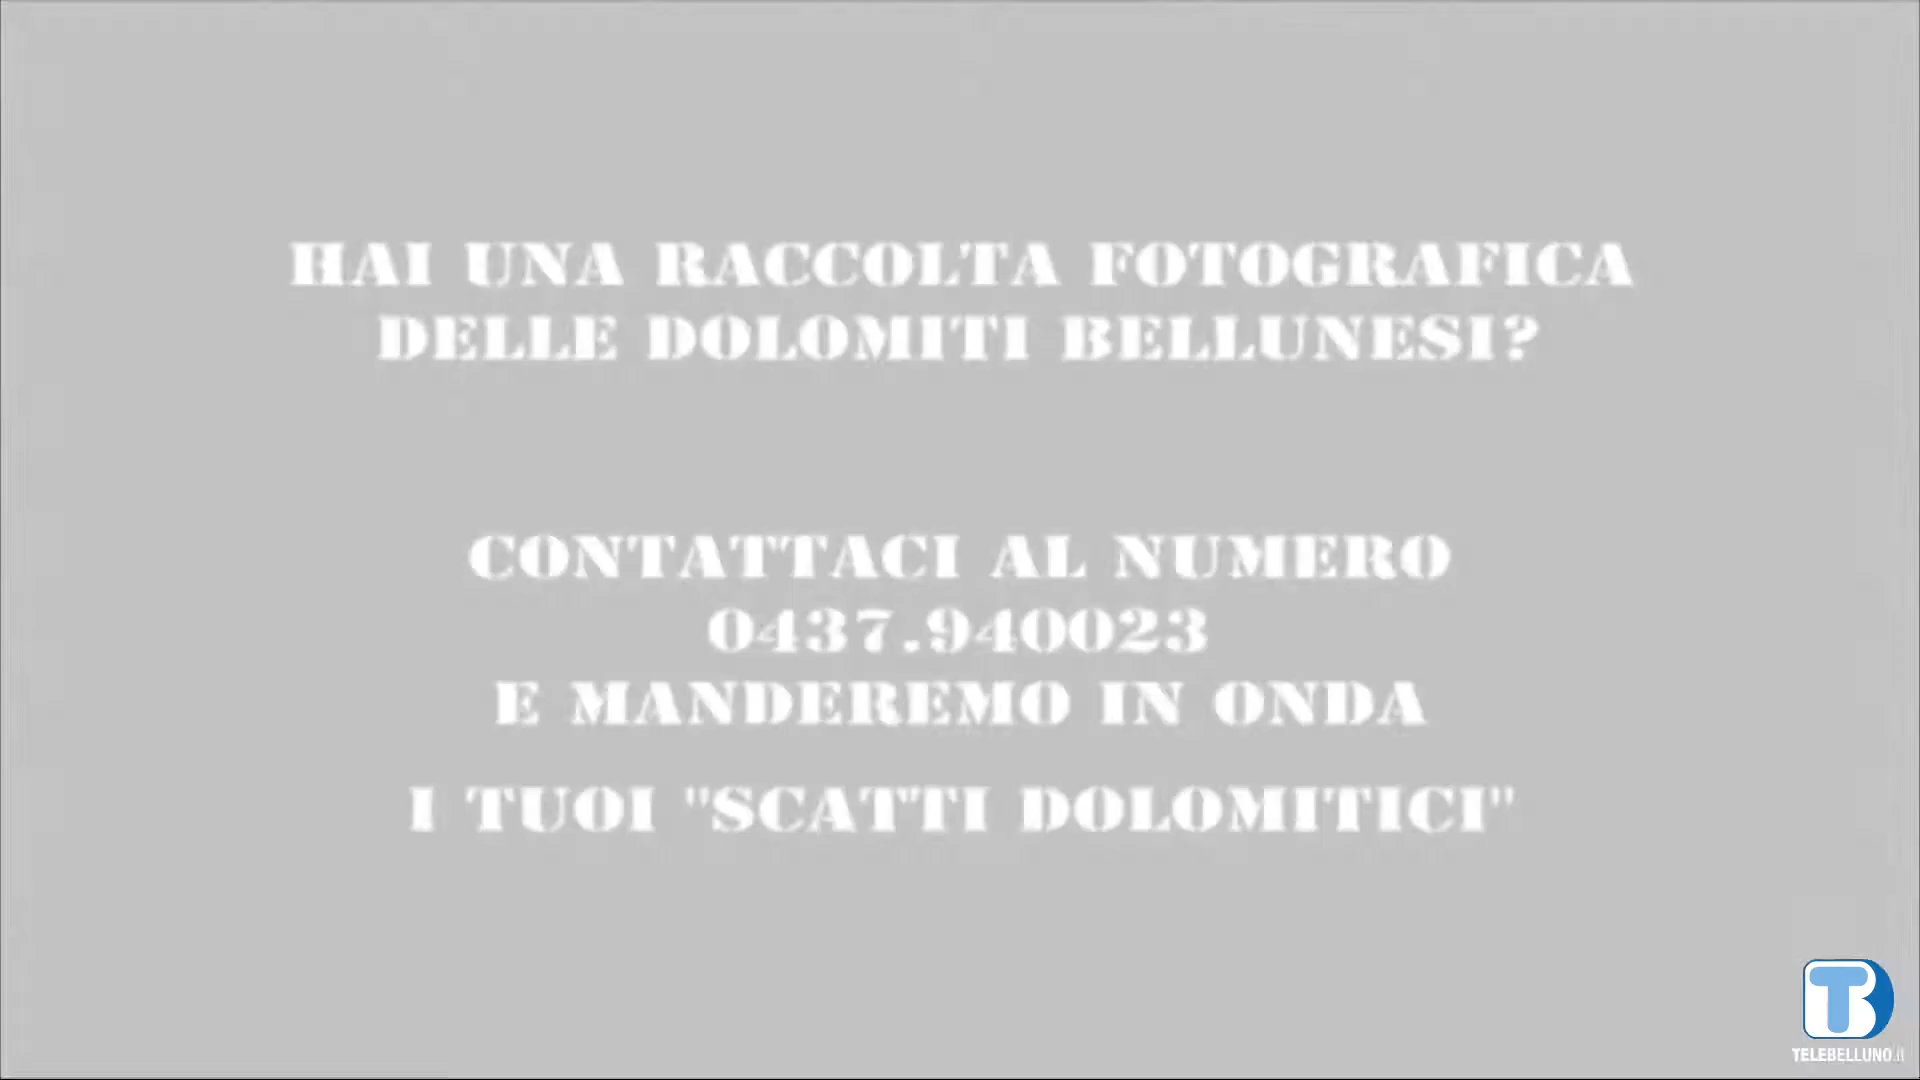 HAI UNA RACCOLTA FOTOGRAFICA
DELLE DOLOMITI BELLUNESI?
CONTATTACI AL NUMERO
0437.940023
E MANDEREMO IN ONDA
I TUOI "SCATTI DOLOMITICI"
TB
TELEBELLUNO.it